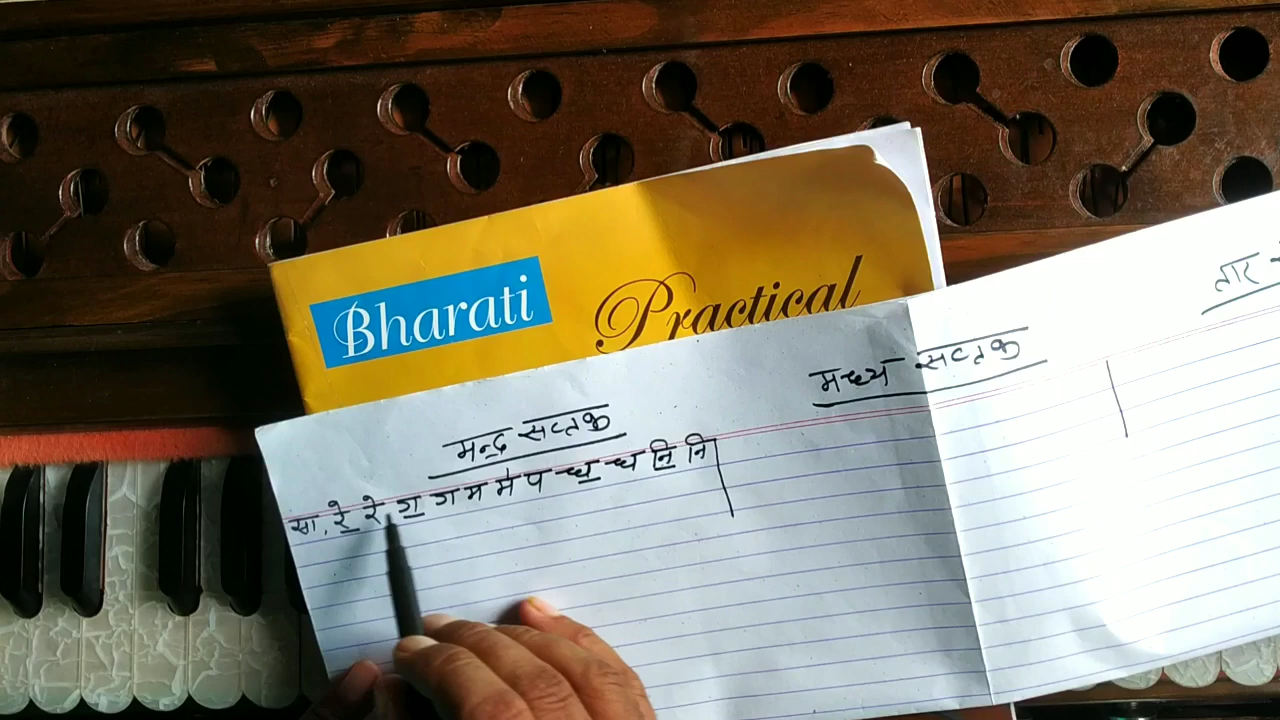 Bharati
Practical
तार
मध्य सप्तक
मन्द्र सप्तक
सा, रे॒ रे ग॒ ग म मे प ध॒ ध नि॒ नि